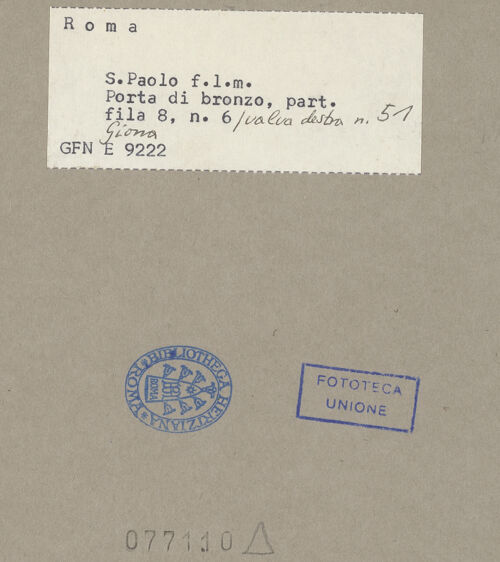 Roma
S.Paolo f.l.m.
Porta di bronzo, part.
fila 8, n. 6 / valva destra n. 51
Giona
GFN E 9222
BIBLIOTHECA HERTZIANA ROMA
ROMA
FOTOTECA
UNIONE
077110